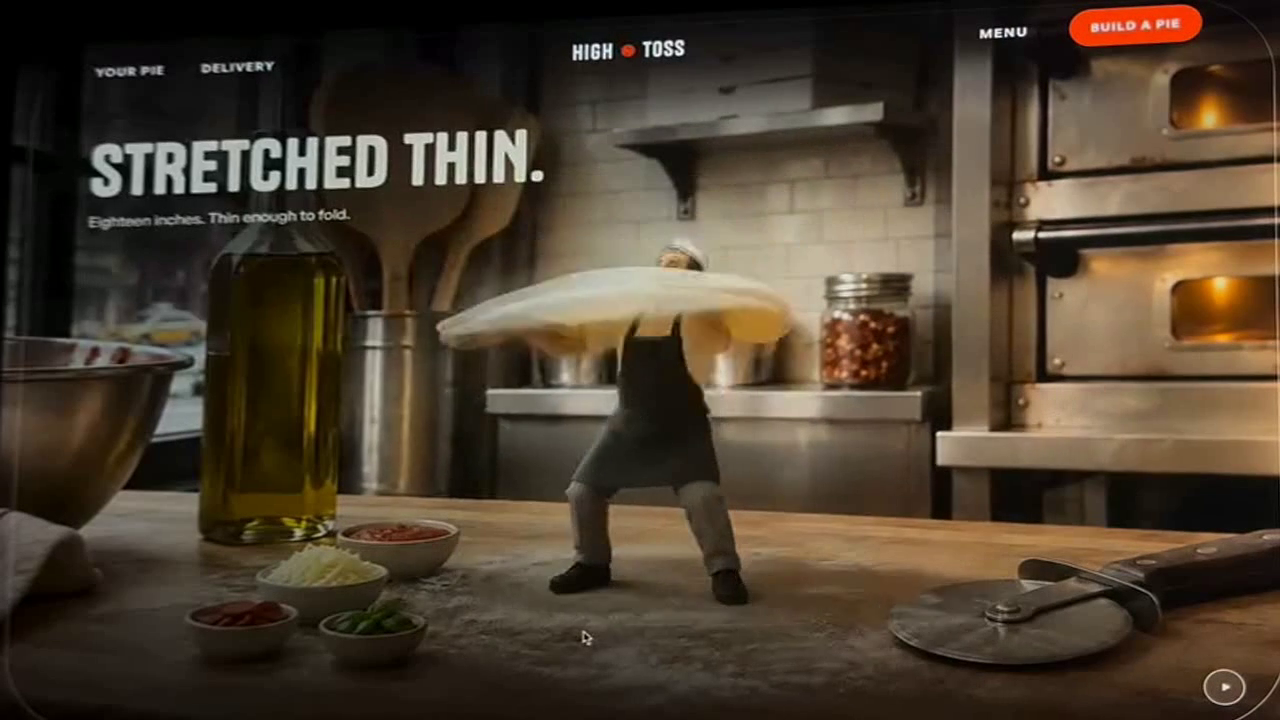 YOUR PIE
DELIVERY
HIGH TOSS
MENU
BUILD A PIE
STRETCHED THIN.
Eighteen inches. Thin enough to fold.